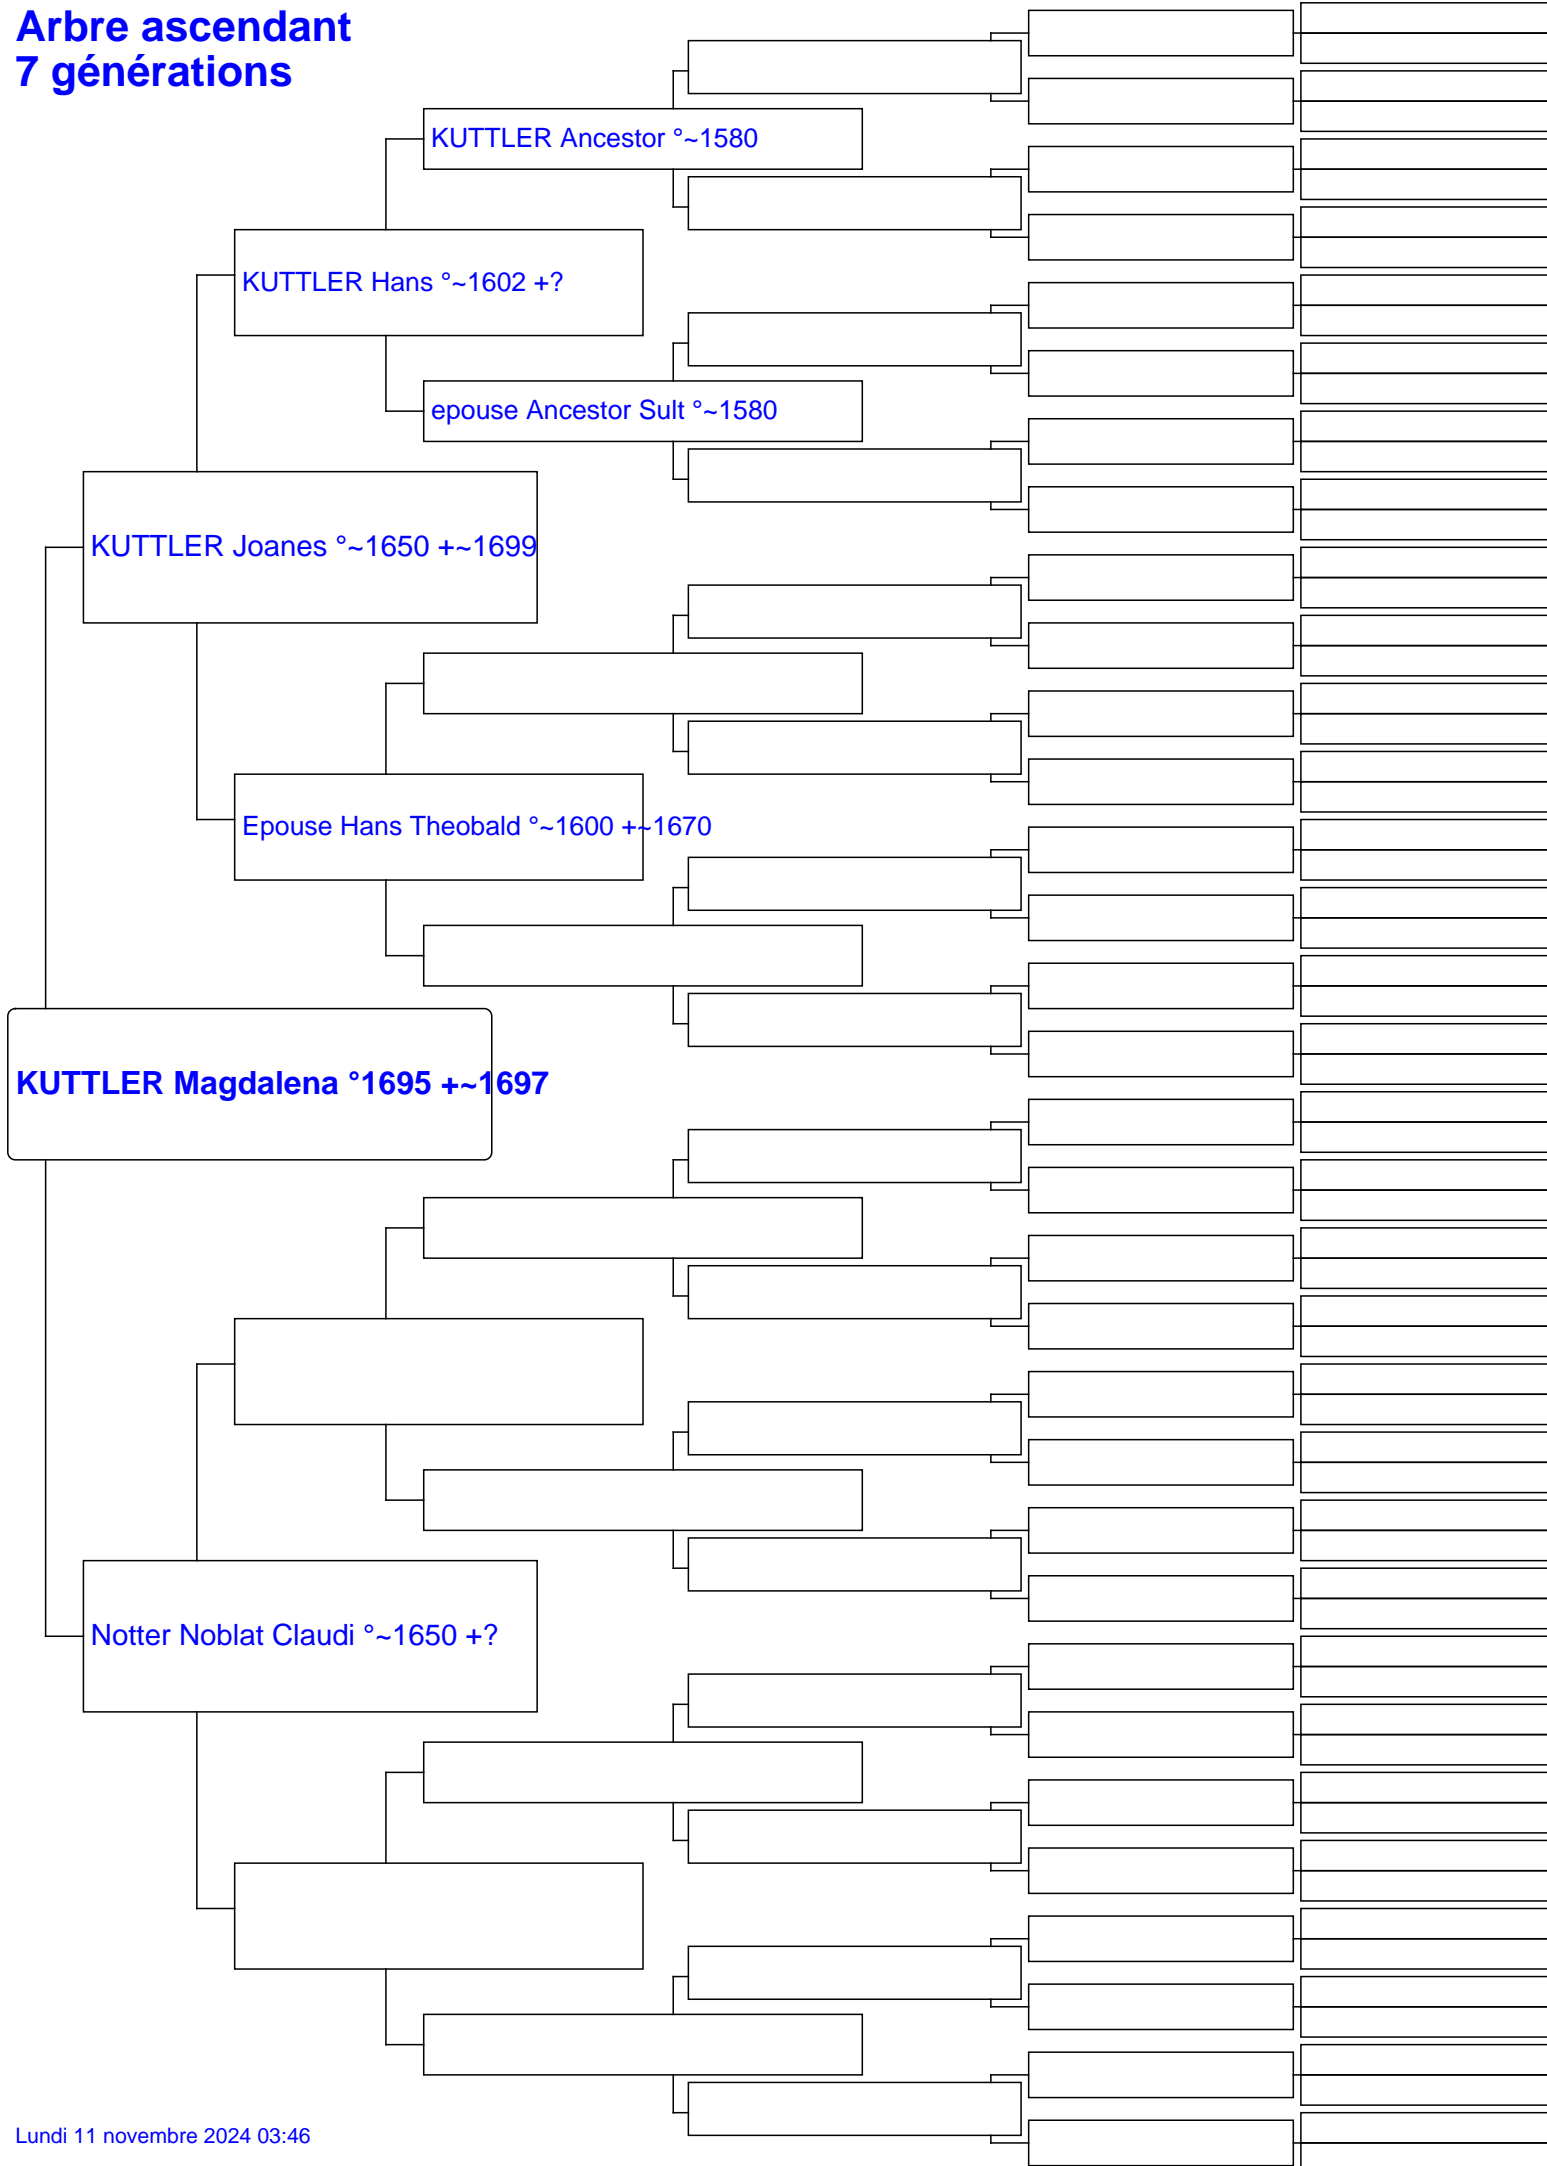 Arbre ascendant
7 générations
KUTTLER Ancestor °~1580
KUTTLER Hans °~1602 +?
epouse Ancestor Sult °~1580
KUTTLER Joanes °~1650 +~1699
Epouse Hans Theobald °~1600 +~1670
KUTTLER Magdalena °1695 +~1697
Notter Noblat Claudi °~1650 +?
Lundi 11 novembre 2024 03:46